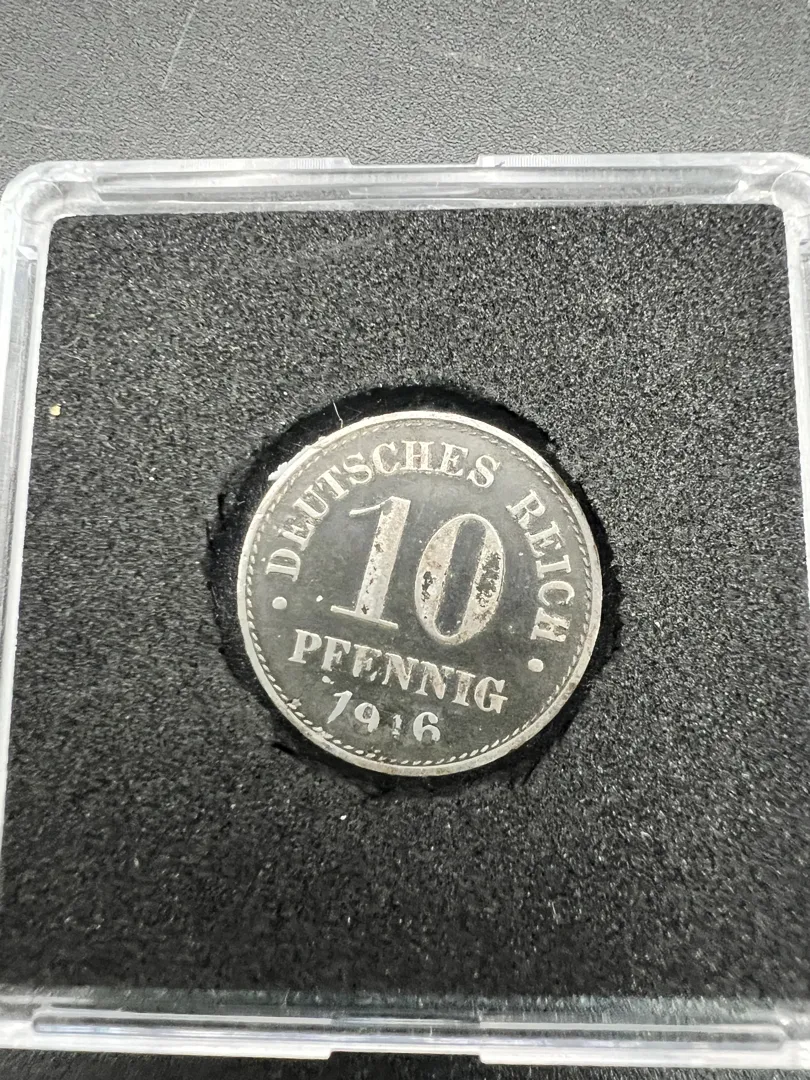 • DEUTSCHES REICH •
10
PFENNIG
1916